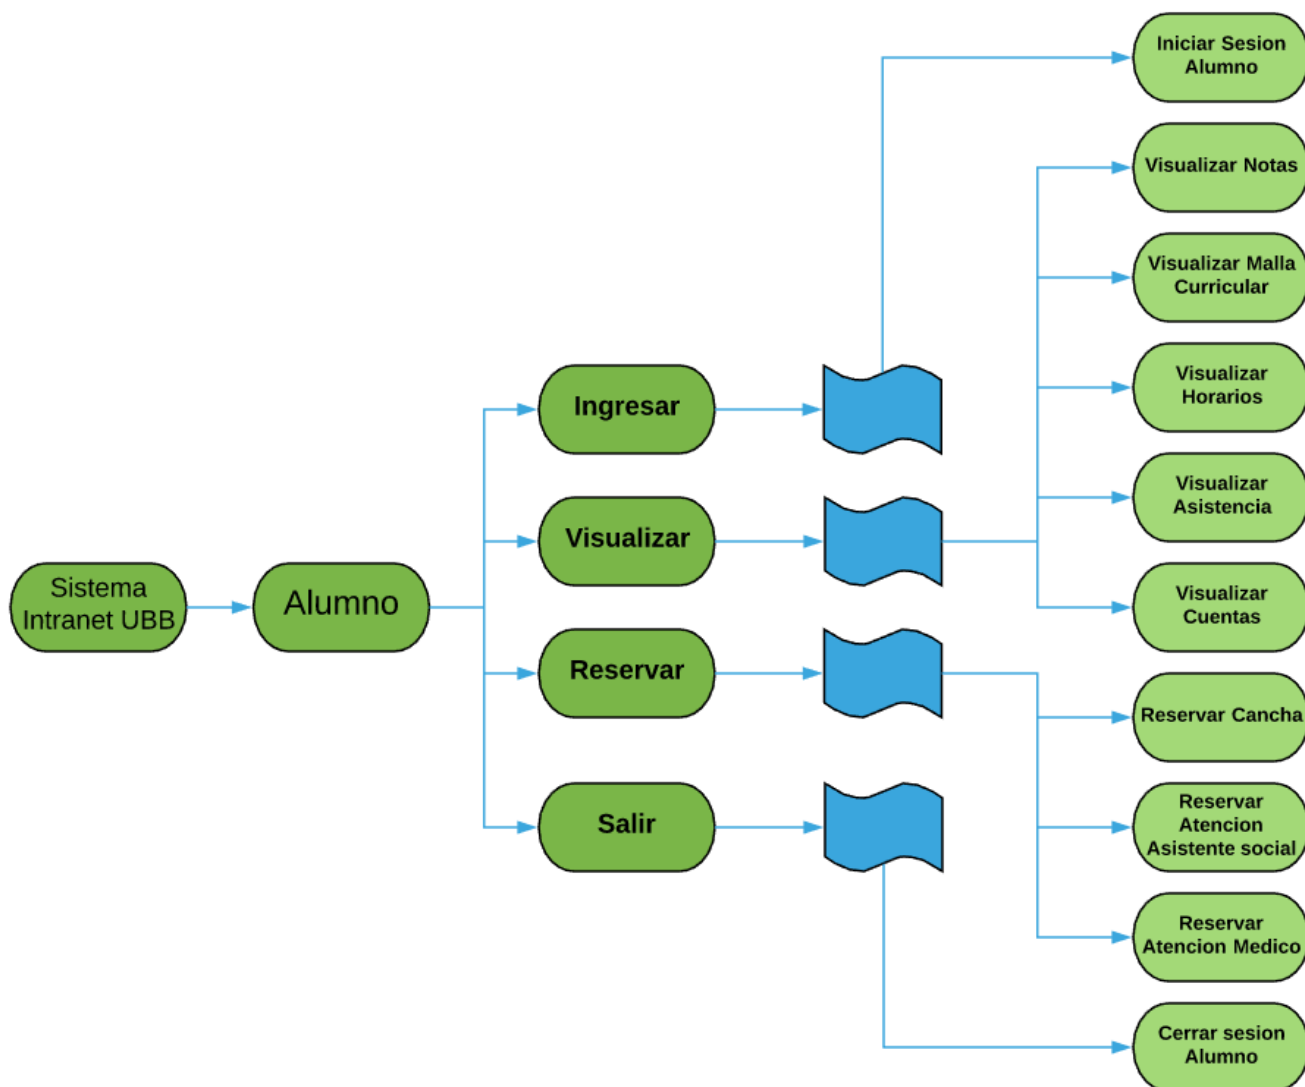 Iniciar Sesion
Alumno
Visualizar Notas
Visualizar Malla
Curricular
Visualizar
Horarios
Ingresar
Visualizar
Asistencia
Visualizar
Sistema
Intranet UBB
Alumno
Visualizar
Cuentas
Reservar
Reservar Cancha
Salir
Reservar
Atencion
Asistente social
Reservar
Atencion Medico
Cerrar sesion
Alumno